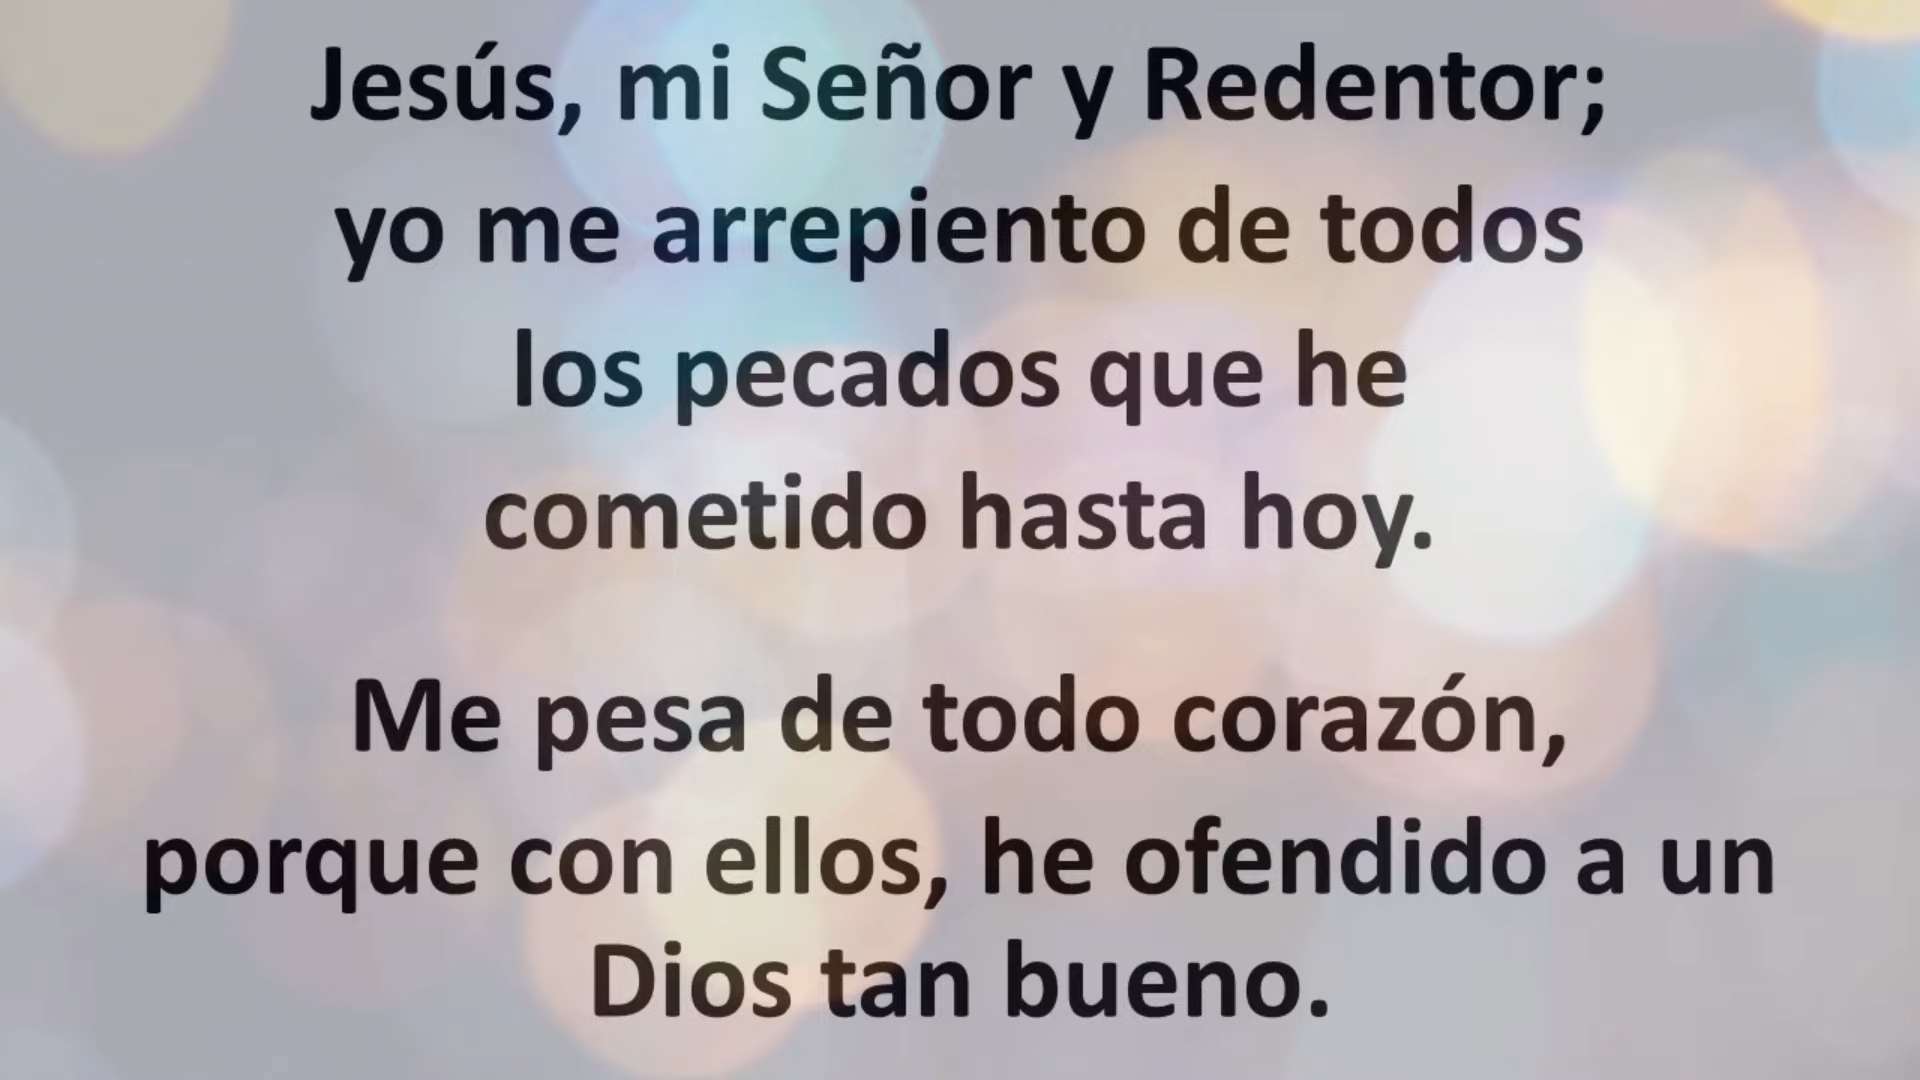 Jesús, mi Señor y Redentor;
yo me arrepiento de todos
los pecados que he
cometido hasta hoy.
Me pesa de todo corazón,
porque con ellos, he ofendido a un
Dios tan bueno.